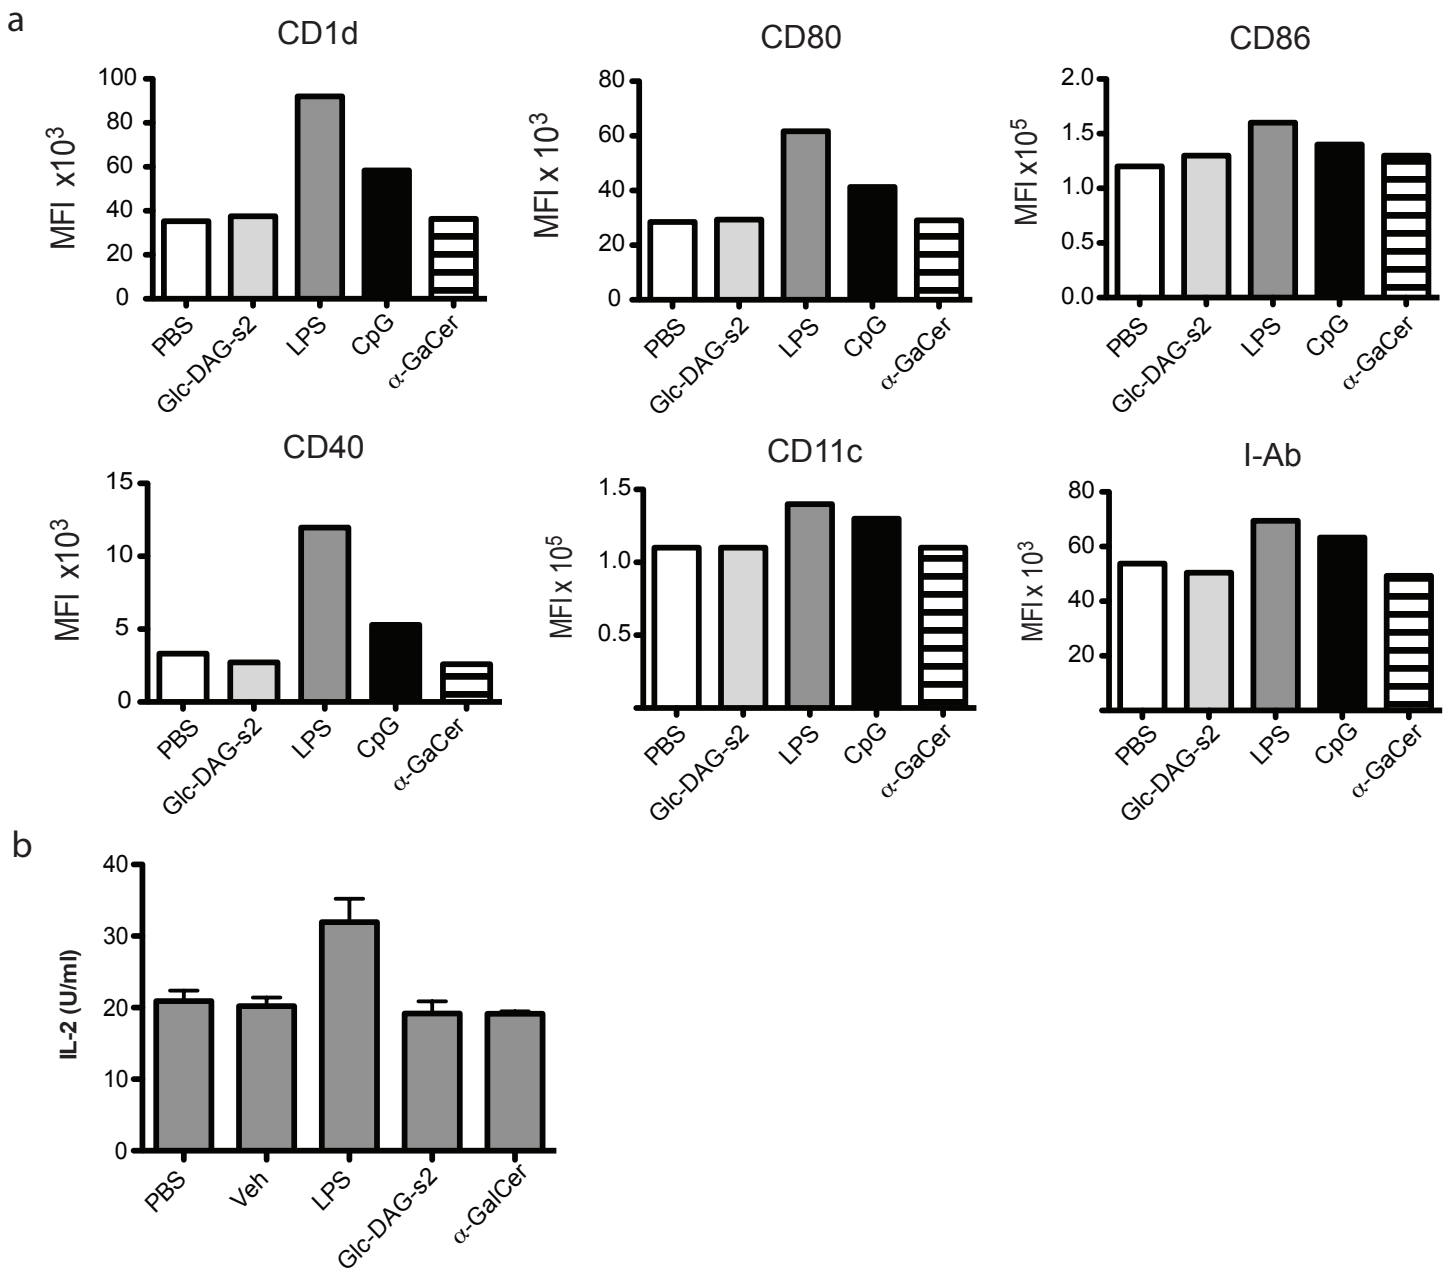 a
CD1d
MFI x10³
100
80
60
40
20
0
PBS
Glc-DAG-s2
LPS
CpG
α-GaCer
CD80
MFI x 10³
80
60
40
20
0
PBS
Glc-DAG-s2
LPS
CpG
α-GaCer
CD86
MFI x10⁵
2.0
1.5
1.0
0.5
0.0
PBS
Glc-DAG-s2
LPS
CpG
α-GaCer
CD40
MFI x10³
15
10
5
0
PBS
Glc-DAG-s2
LPS
CpG
α-GaCer
CD11c
MFI x 10⁵
1.5
1.0
0.5
PBS
Glc-DAG-s2
LPS
CpG
α-GaCer
I-Ab
MFI x 10³
80
60
40
20
PBS
Glc-DAG-s2
LPS
CpG
α-GaCer
b
IL-2 (U/ml)
40
30
20
10
0
PBS
Veh
LPS
Glc-DAG-s2
α-GalCer